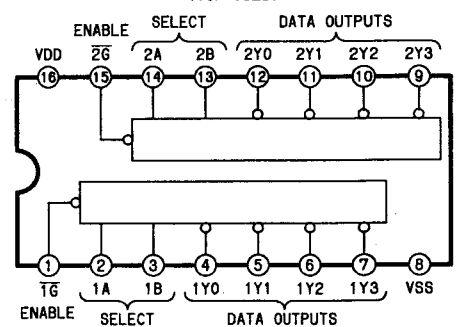 ENABLE SELECT DATA OUTPUTS
VDD 2G̅ 2A 2B 2Y0 2Y1 2Y2 2Y3
16 15 14 13 12 11 10 9
1 2 3 4 5 6 7 8
1G̅ 1A 1B 1Y0 1Y1 1Y2 1Y3 VSS
ENABLE SELECT DATA OUTPUTS